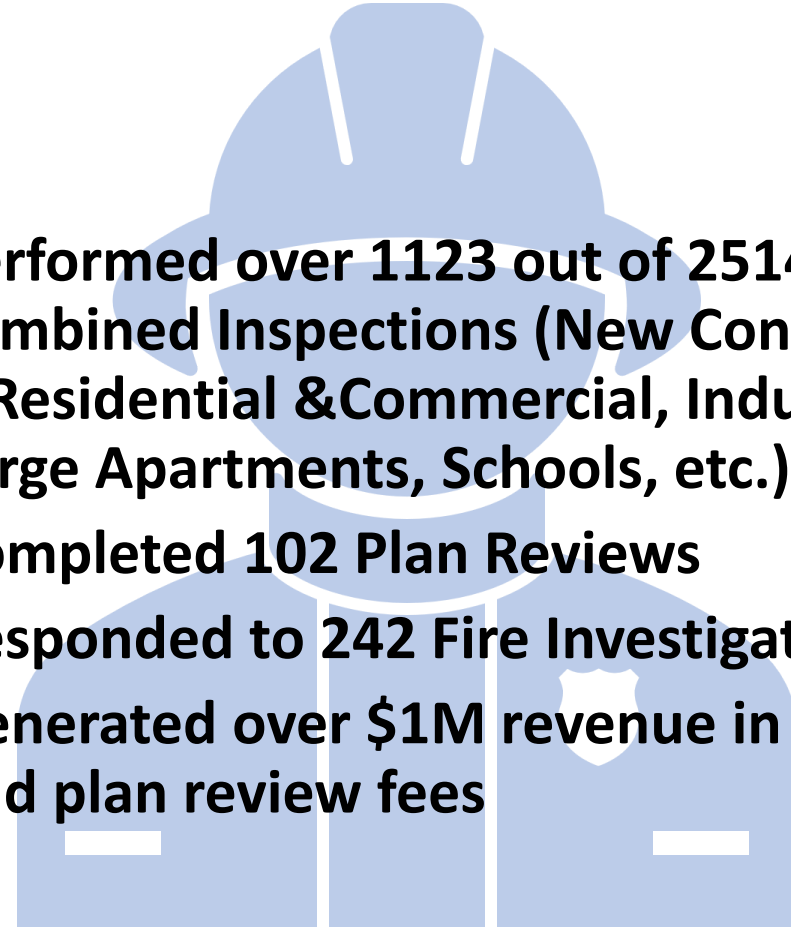 erformed over 1123 out of 2514
mbined Inspections (New Con
Residential &Commercial, Indu
rge Apartments, Schools, etc.)
ompleted 102 Plan Reviews
esponded to 242 Fire Investigat
enerated over $1M revenue in
d plan review fees